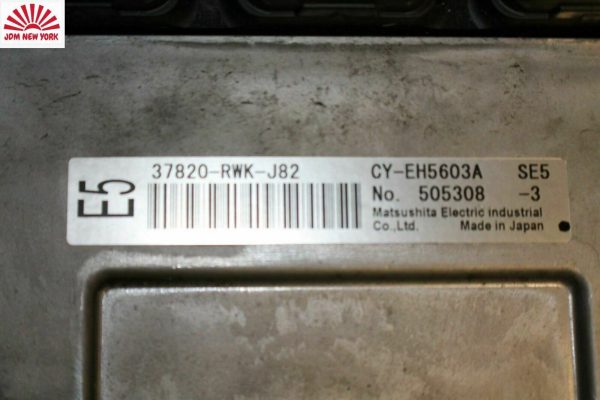 JDM NEW YORK
E5
37820-RWK-J82
CY-EH5603A SE5
No. 505308 -3
Matsushita Electric industrial
Co.,Ltd. Made in Japan